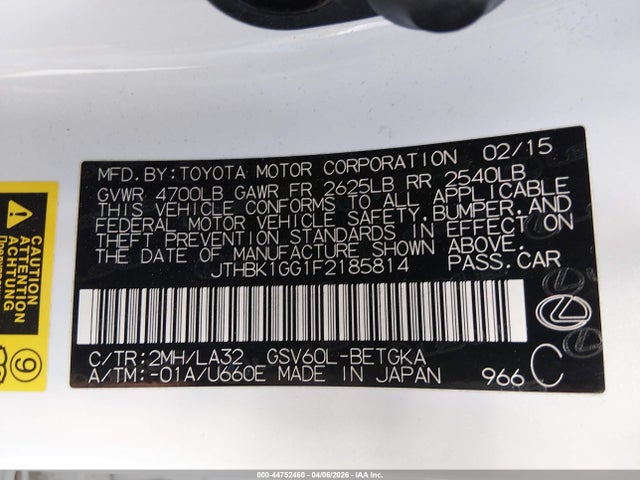 MFD.BY:TOYOTA MOTOR CORPORATION 02/15
GVWR 4700LB GAWR FR 2625LB RR 2540LB
THIS VEHICLE CONFORMS TO ALL APPLICABLE
FEDERAL MOTOR VEHICLE SAFETY,BUMPER,AND
THEFT PREVENTION STANDARDS IN EFFECT ON
THE DATE OF MANUFACTURE SHOWN ABOVE.
JTHBK1GG1F2185814 PASS.CAR
C/TR:2MH/LA32 GSV60L-BETGKA
A/TM:-01A/U660E MADE IN JAPAN 966 C
CAUTION
9
000-44752460 - 04/06/2026 - IAA Inc.